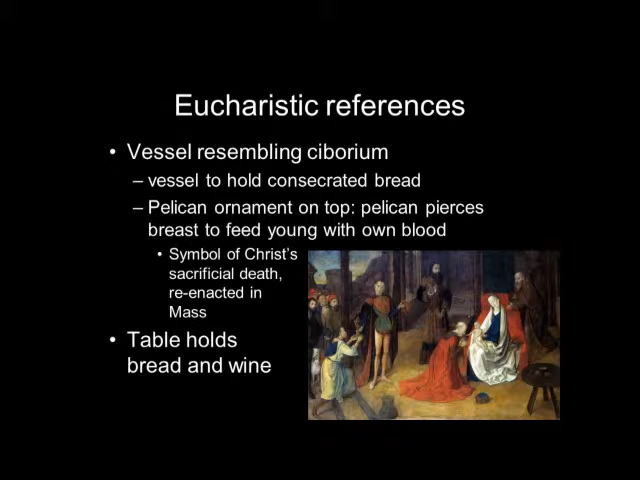 Eucharistic references
• Vessel resembling ciborium
– vessel to hold consecrated bread
– Pelican ornament on top: pelican pierces
breast to feed young with own blood
• Symbol of Christ's
sacrificial death,
re-enacted in
Mass
• Table holds
bread and wine